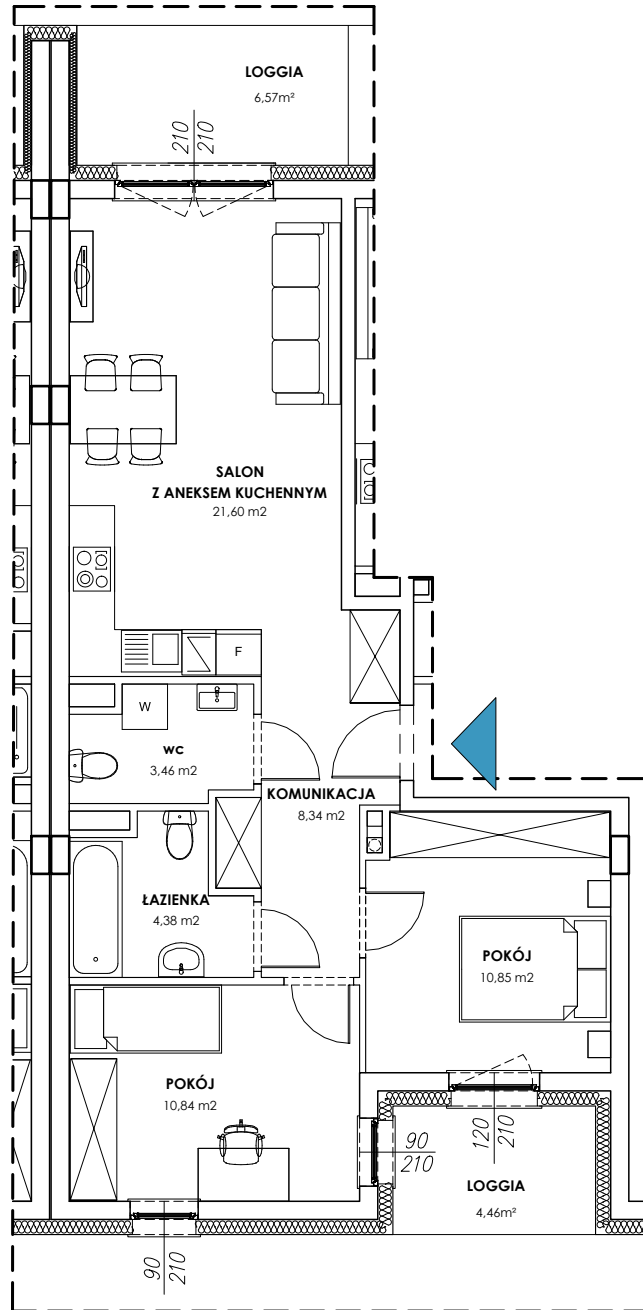 LOGGIA
6,57m²
210
210
SALON
Z ANEKSEM KUCHENNYM
21,60 m2
F
W
WC
3,46 m2
KOMUNIKACJA
8,34 m2
ŁAZIENKA
4,38 m2
POKÓJ
10,85 m2
POKÓJ
10,84 m2
90
210
120
210
LOGGIA
4,46m²
90
210